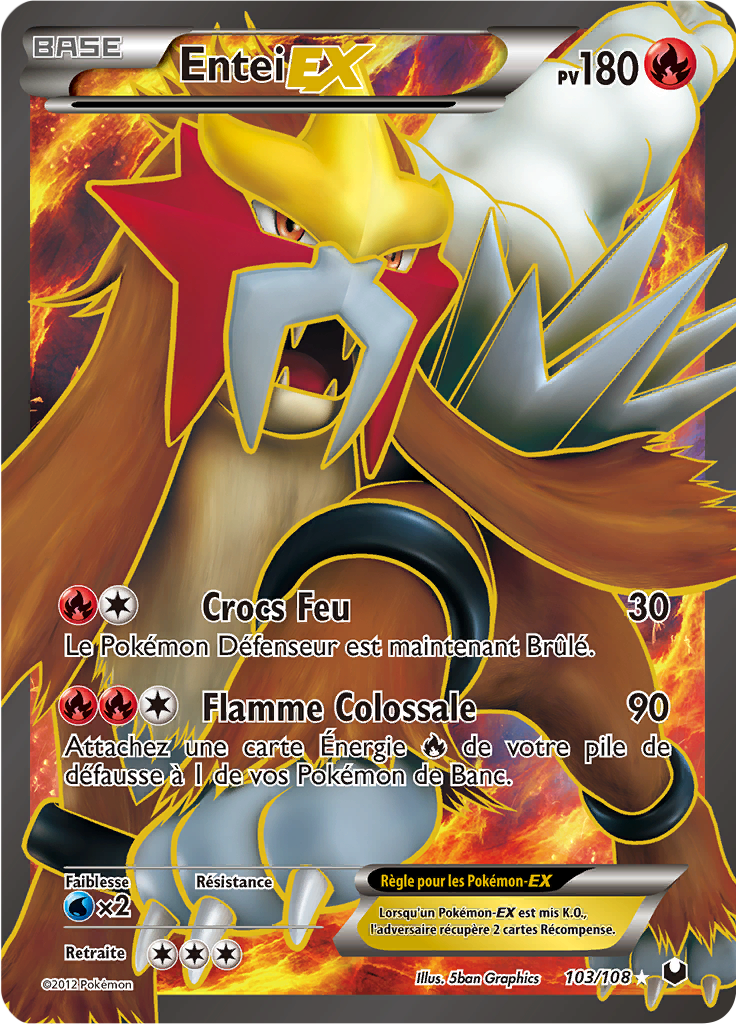 BASE
Entei EX
PV 180
Crocs Feu 30
Le Pokémon Défenseur est maintenant Brûlé.
Flamme Colossale 90
Attachez une carte Énergie de votre pile de
défausse à 1 de vos Pokémon de Banc.
Faiblesse Résistance
×2
Retraite
Règle pour les Pokémon-EX
Lorsqu'un Pokémon-EX est mis K.O.,
l'adversaire récupère 2 cartes Récompense.
©2012 Pokémon Illus. 5ban Graphics 103/108 ★